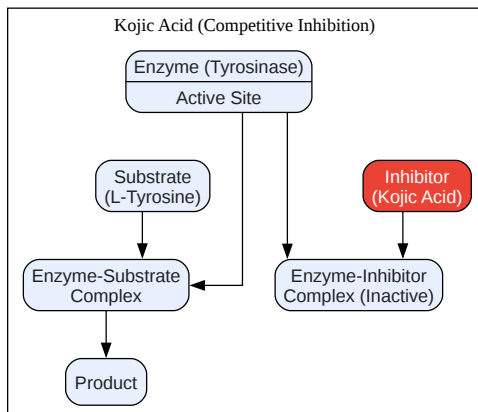 Kojic Acid (Competitive Inhibition)
Enzyme (Tyrosinase)
Active Site
Substrate
(L-Tyrosine)
Inhibitor
(Kojic Acid)
Enzyme-Substrate
Complex
Enzyme-Inhibitor
Complex (Inactive)
Product